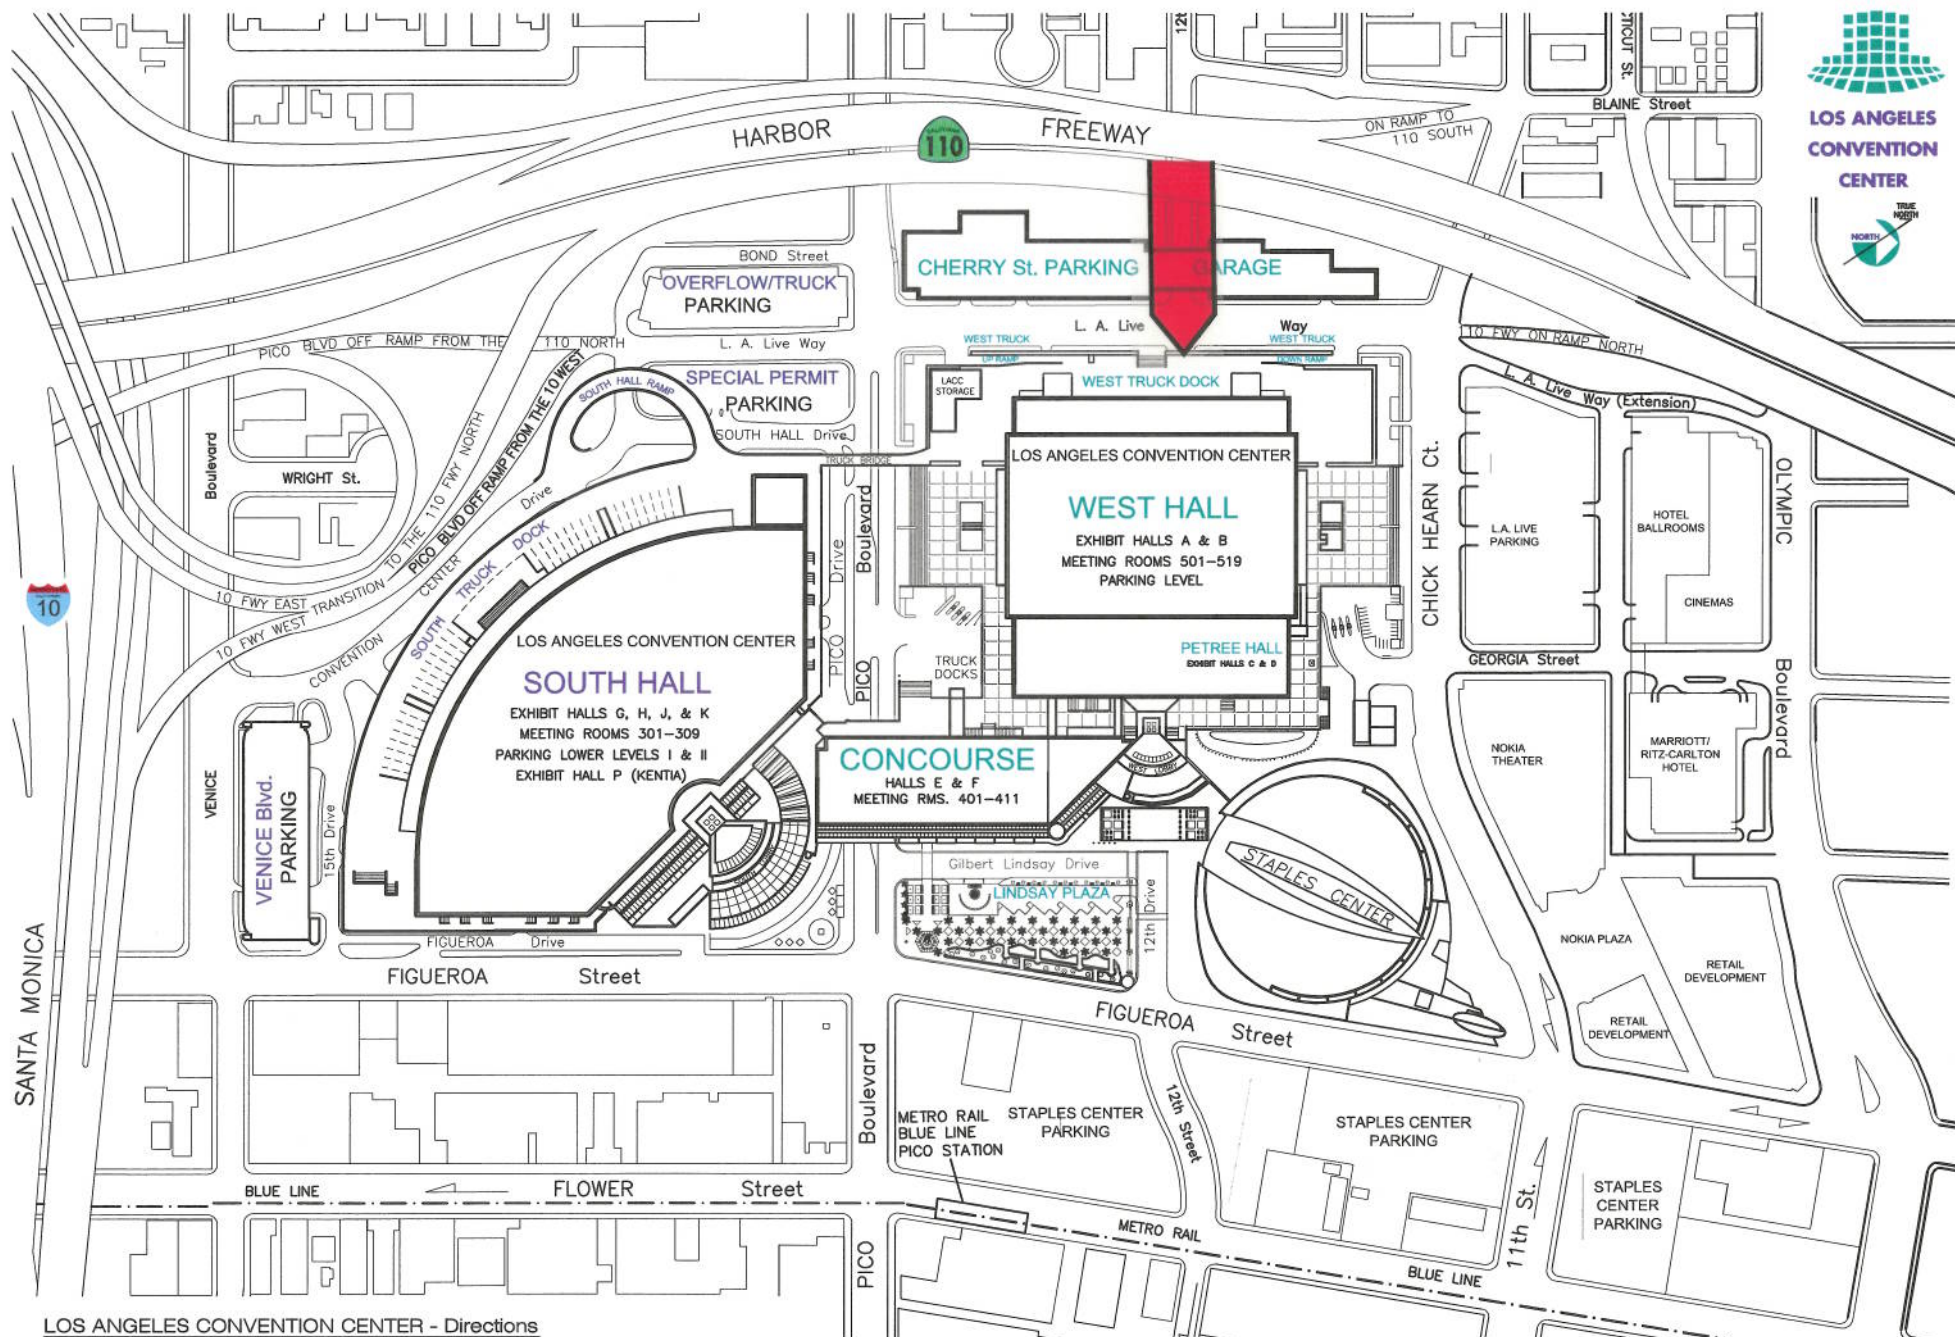 12t
TICUT St.
BLAINE Street
LOS ANGELES
CONVENTION
CENTER
TRUE
NORTH
NORTH
HARBOR
CALIFORNIA
110
FREEWAY
ON RAMP TO
110 SOUTH
BOND Street
OVERFLOW/TRUCK
PARKING
CHERRY St. PARKING
GARAGE
L. A. Live
Way
WEST TRUCK
UP RAMP
WEST TRUCK
DOWN RAMP
10 FWY ON RAMP NORTH
L. A. Live Way (Extension)
PICO BLVD OFF RAMP FROM THE 110 NORTH
L. A. Live Way
SPECIAL PERMIT
PARKING
SOUTH HALL RAMP
SOUTH HALL Drive
TRUCK BRIDGE
LACC
STORAGE
WEST TRUCK DOCK
LOS ANGELES CONVENTION CENTER
WEST HALL
EXHIBIT HALLS A & B
MEETING ROOMS 501-519
PARKING LEVEL
PETREE HALL
EXHIBIT HALLS C & D
TRUCK
DOCKS
CHICK HEARN Ct.
L.A. LIVE
PARKING
HOTEL
BALLROOMS
CINEMAS
OLYMPIC
Boulevard
GEORGIA Street
Boulevard
VENICE
WRIGHT St.
10 FWY EAST TRANSITION TO THE 110 FWY NORTH
PICO BLVD OFF RAMP FROM THE 10 WEST
10 FWY WEST
CONVENTION CENTER Drive
10
SOUTH TRUCK DOCK
LOS ANGELES CONVENTION CENTER
SOUTH HALL
EXHIBIT HALLS G, H, J, & K
MEETING ROOMS 301-309
PARKING LOWER LEVELS I & II
EXHIBIT HALL P (KENTIA)
PICO Drive
PICO Boulevard
CONCOURSE
HALLS E & F
MEETING RMS. 401-411
WEST LOBBY
NOKIA
THEATER
MARRIOTT/
RITZ-CARLTON
HOTEL
VENICE Blvd.
PARKING
15th Drive
Gilbert Lindsay Drive
LINDSAY PLAZA
12th Drive
STAPLES CENTER
NOKIA PLAZA
RETAIL
DEVELOPMENT
RETAIL
DEVELOPMENT
FIGUEROA Drive
FIGUEROA Street
FIGUEROA Street
SANTA MONICA
Boulevard
PICO
METRO RAIL
BLUE LINE
PICO STATION
STAPLES CENTER
PARKING
12th Street
STAPLES CENTER
PARKING
11th St.
STAPLES
CENTER
PARKING
BLUE LINE
FLOWER Street
METRO RAIL
BLUE LINE
LOS ANGELES CONVENTION CENTER - Directions